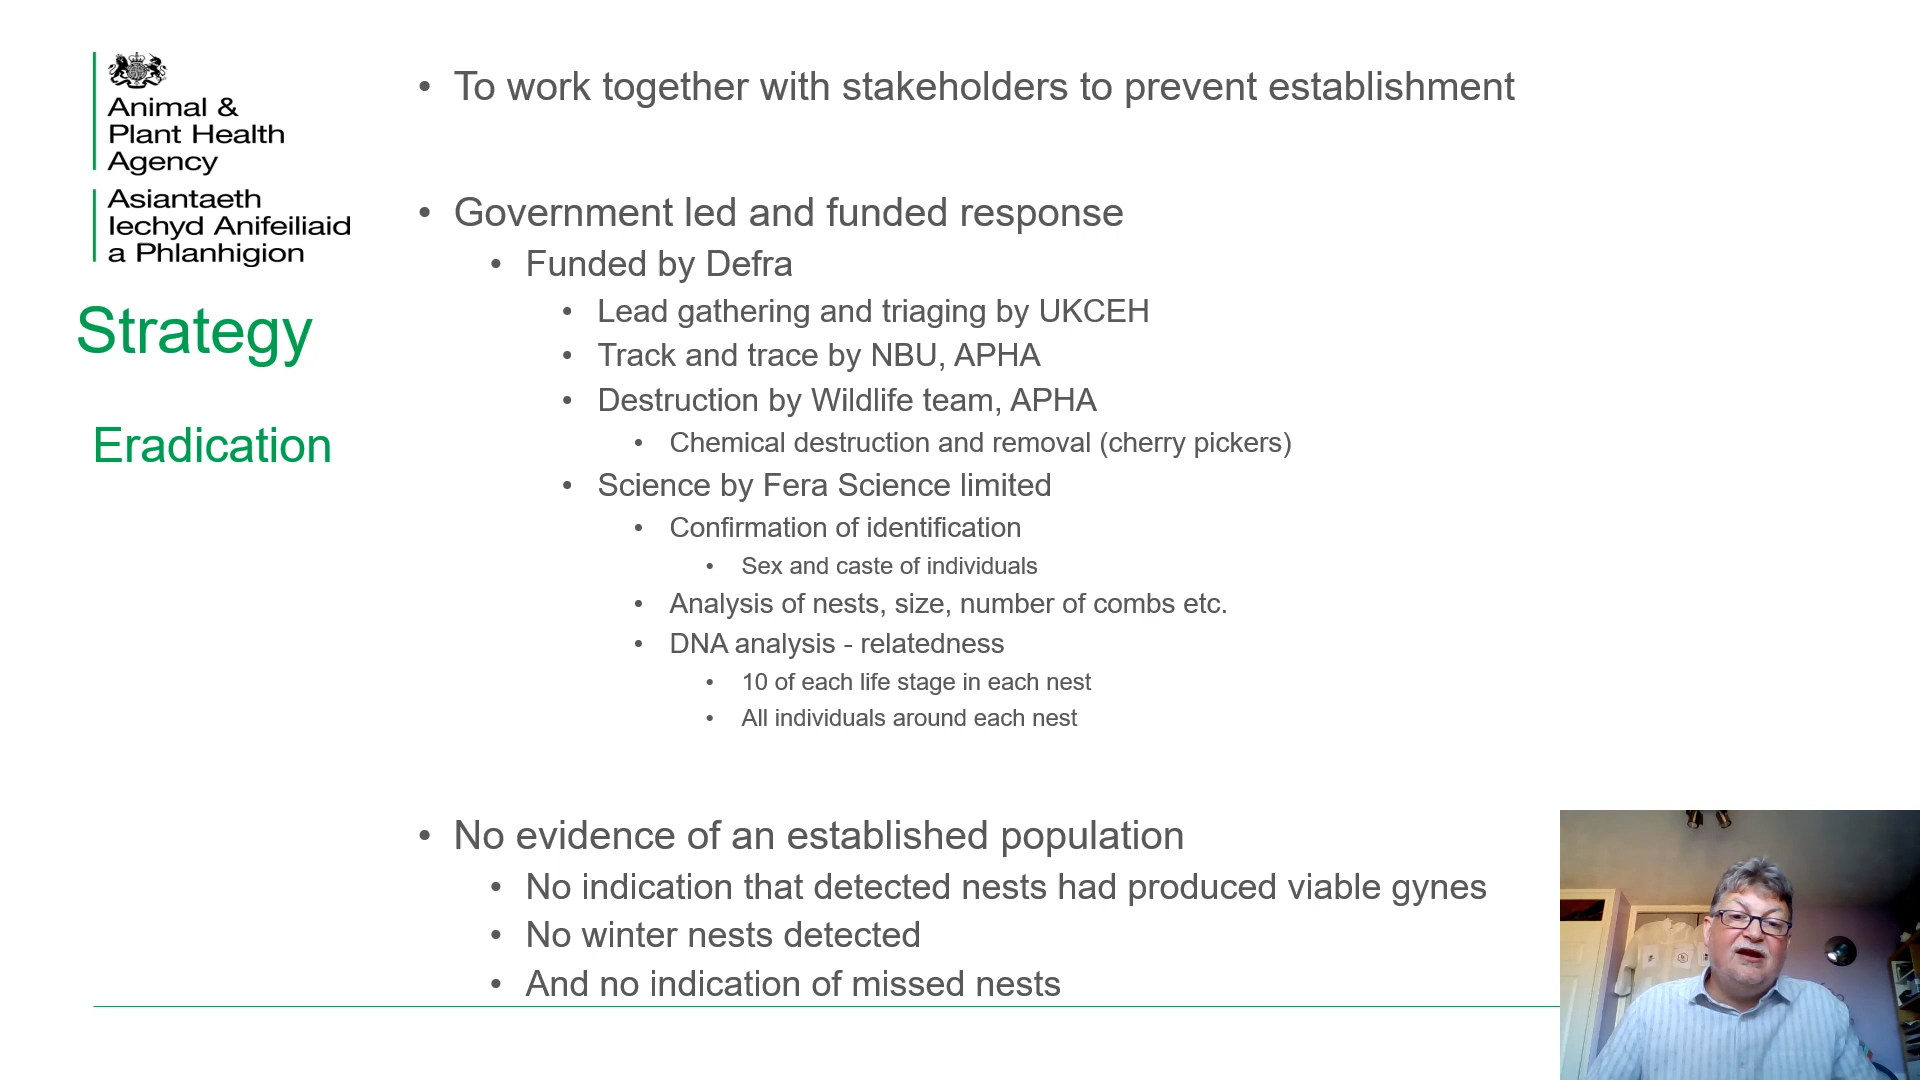 Animal &
Plant Health
Agency
Asiantaeth
Iechyd Anifeiliaid
a Phlanhigion
Strategy
Eradication
• To work together with stakeholders to prevent establishment
• Government led and funded response
• Funded by Defra
• Lead gathering and triaging by UKCEH
• Track and trace by NBU, APHA
• Destruction by Wildlife team, APHA
• Chemical destruction and removal (cherry pickers)
• Science by Fera Science limited
• Confirmation of identification
• Sex and caste of individuals
• Analysis of nests, size, number of combs etc.
• DNA analysis - relatedness
• 10 of each life stage in each nest
• All individuals around each nest
• No evidence of an established population
• No indication that detected nests had produced viable gynes
• No winter nests detected
• And no indication of missed nests